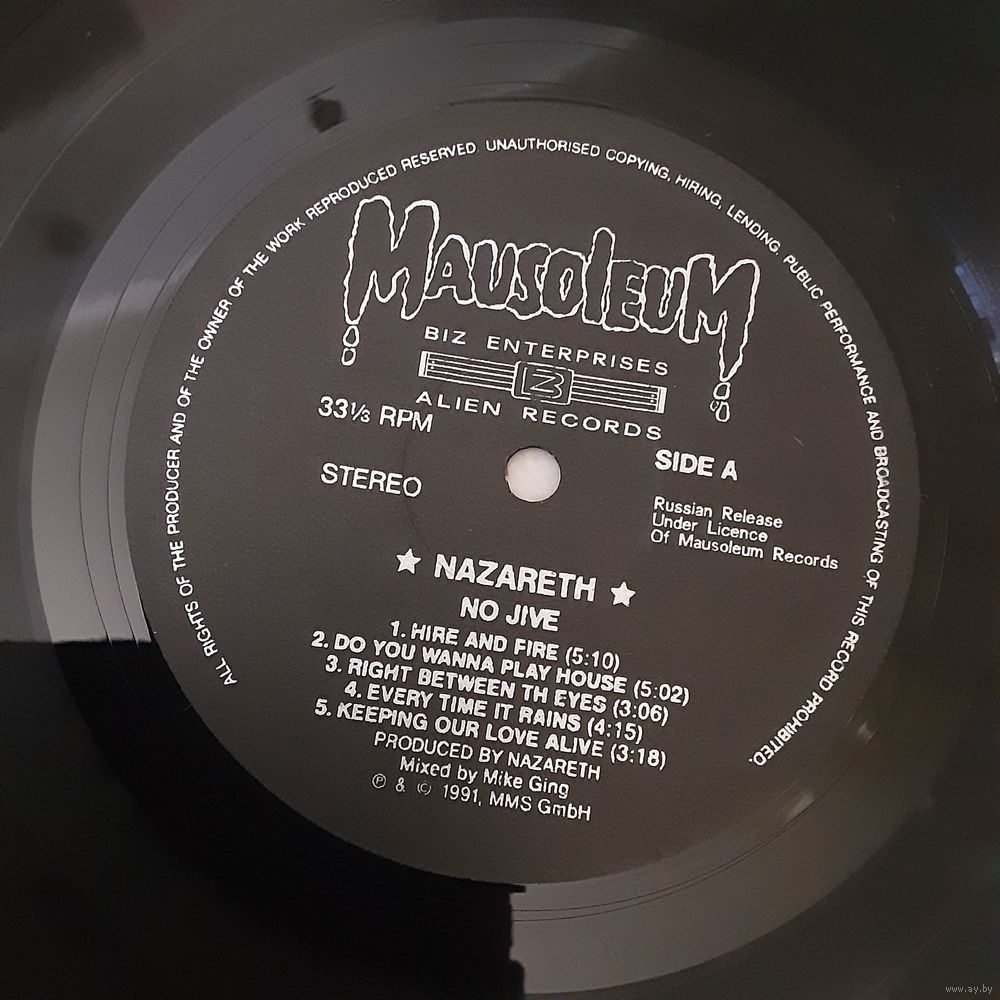 ALL RIGHTS OF THE PRODUCER AND OF THE OWNER OF THE WORK REPRODUCED RESERVED. UNAUTHORISED COPYING, HIRING, LENDING, PUBLIC PERFORMANCE AND BROADCASTING OF THIS RECORD PROHIBITED.
MAUSOLEUM
BIZ ENTERPRISES
ALIEN RECORDS
33⅓ RPM
SIDE A
STEREO
Russian Release
Under Licence
Of Mausoleum Records
★ NAZARETH ★
NO JIVE
1. HIRE AND FIRE (5:10)
2. DO YOU WANNA PLAY HOUSE (5:02)
3. RIGHT BETWEEN TH EYES (3:06)
4. EVERY TIME IT RAINS (4:15)
5. KEEPING OUR LOVE ALIVE (3:18)
PRODUCED BY NAZARETH
Mixed by Mike Ging
℗ & © 1991, MMS GmbH
www.ay.by